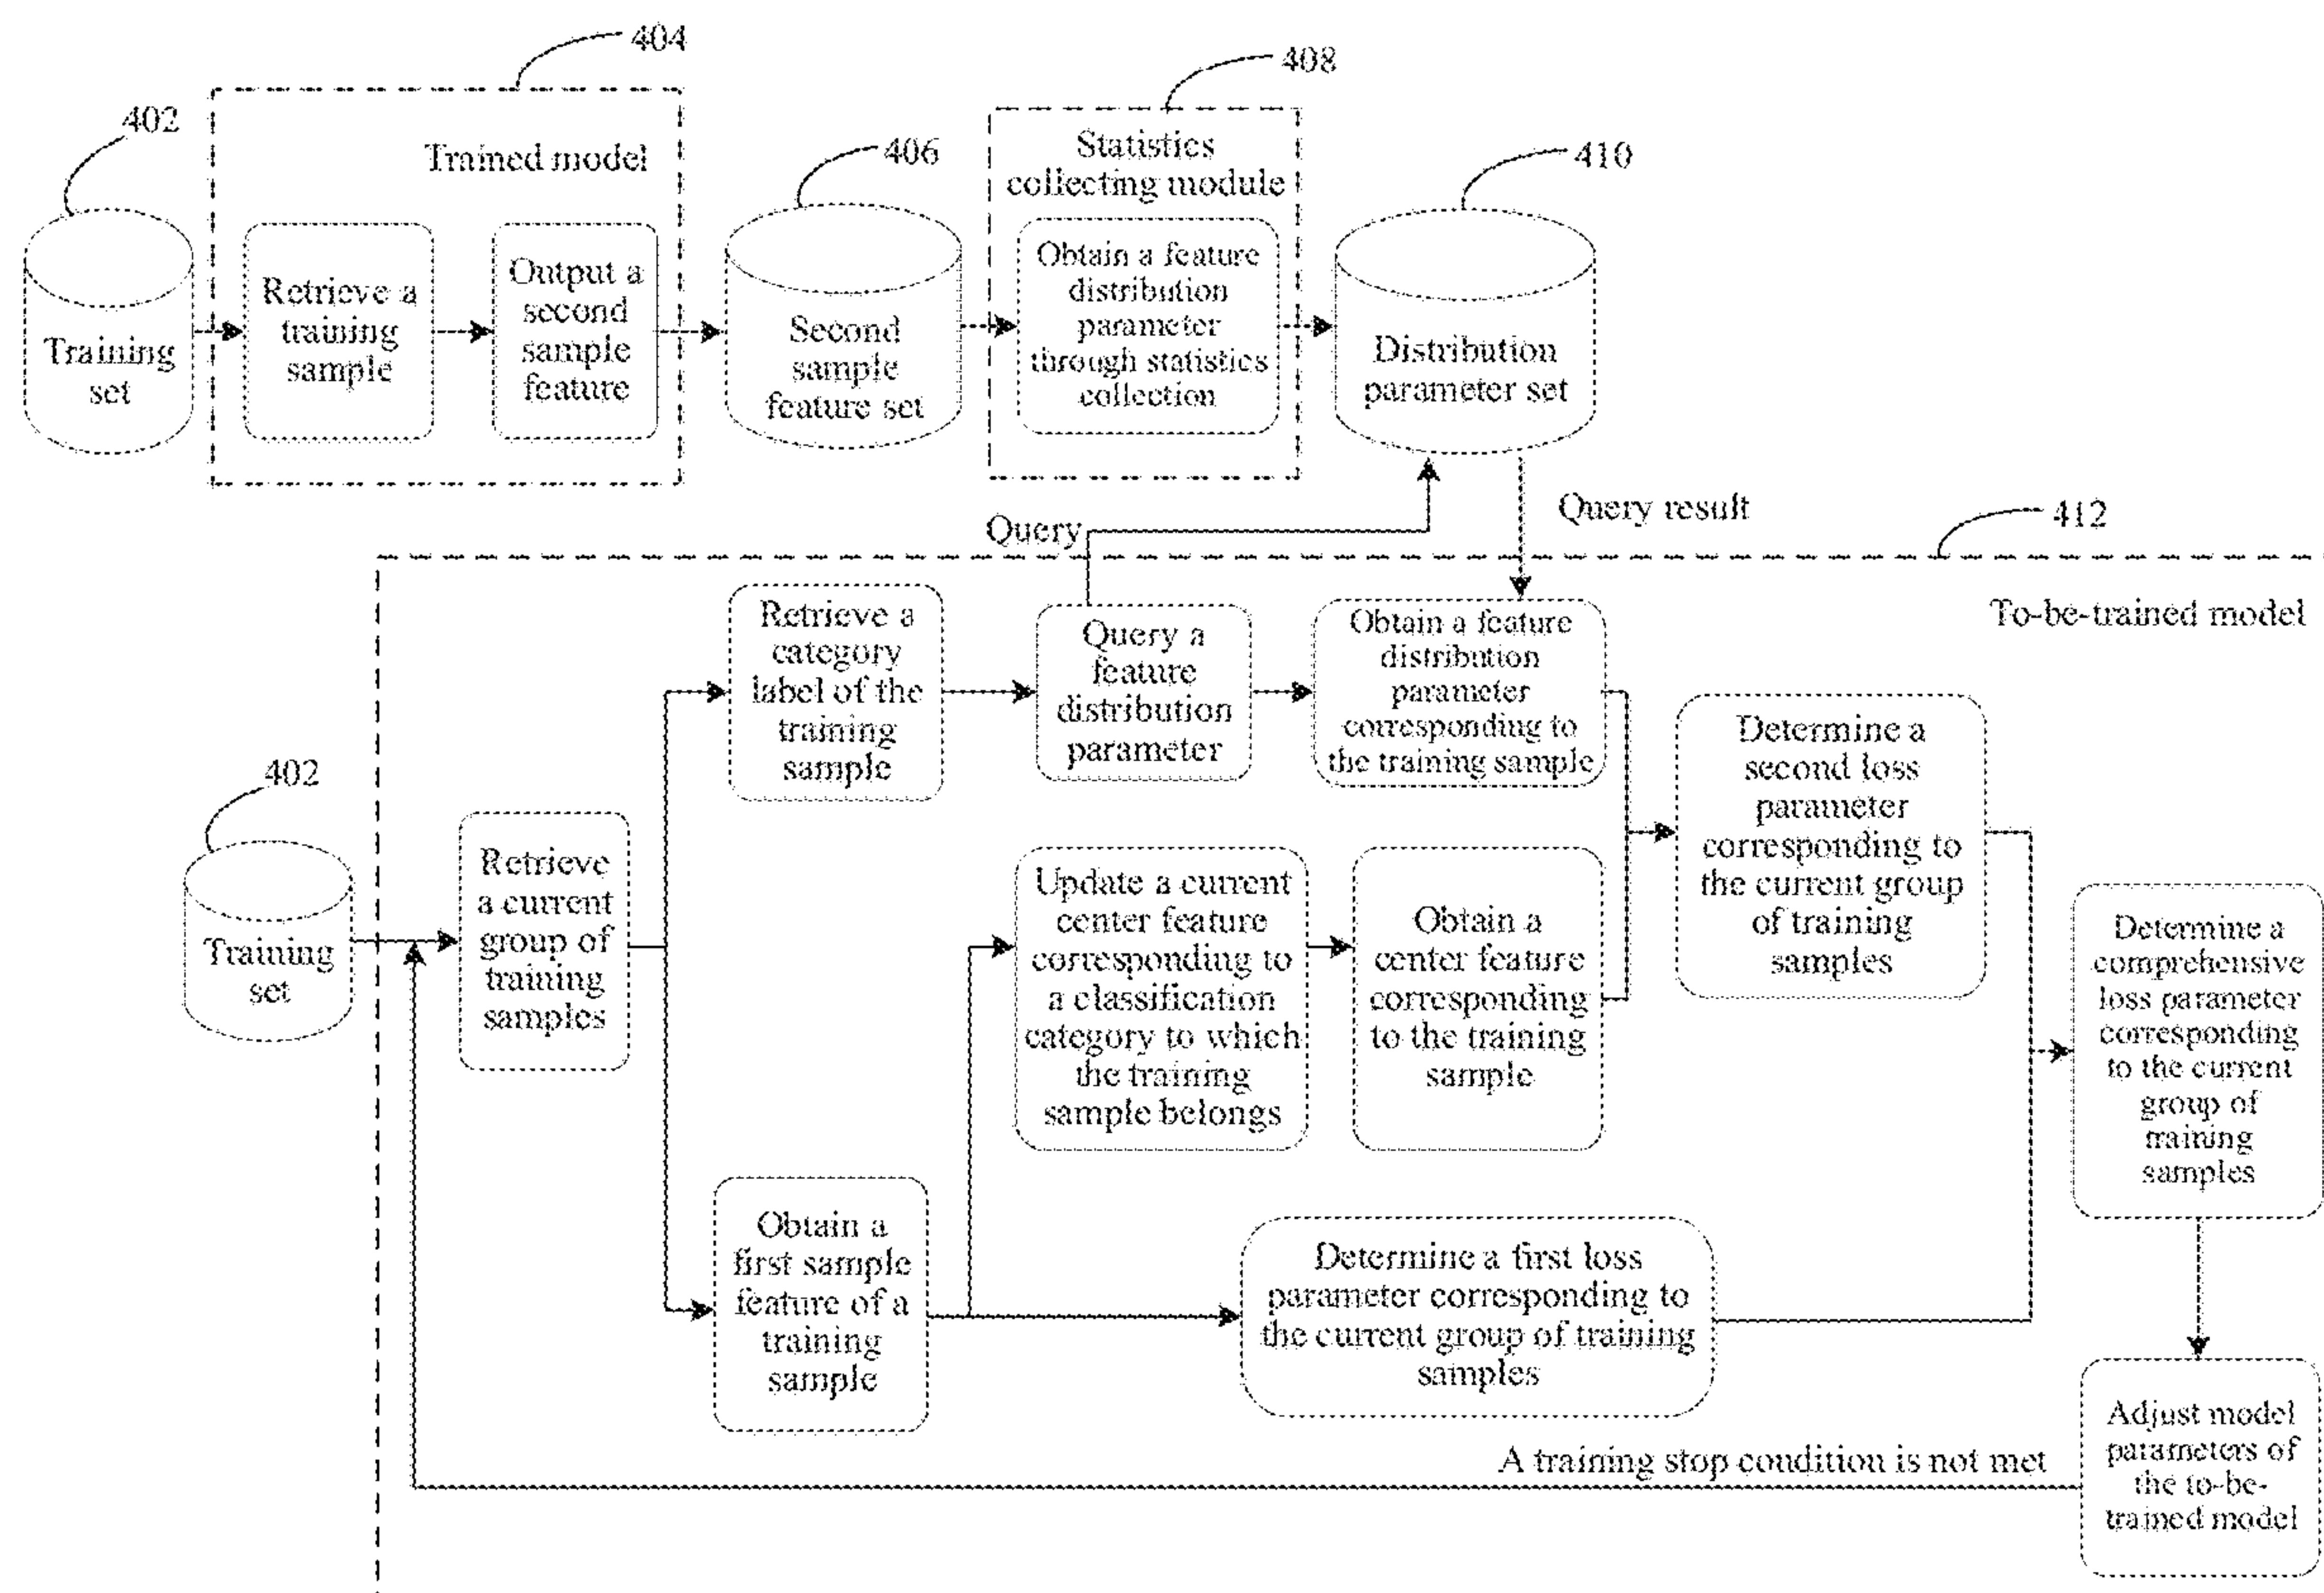 404
408
402
406
410
Trained model
Statistics
collecting module
Training
set
Retrieve a
training
sample
Output a
second
sample
feature
Second
sample
feature set
Obtain a feature
distribution
parameter
through statistics
collection
Distribution
parameter set
Query
Query result
412
To-be-trained model
Retrieve a
category
label of the
training
sample
Query a
feature
distribution
parameter
Obtain a feature
distribution
parameter
corresponding to
the training sample
Determine a
second loss
parameter
corresponding to
the current group
of training
samples
402
Training
set
Retrieve
a current
group of
training
samples
Update a current
center feature
corresponding to
a classification
category to which
the training
sample belongs
Obtain a
center feature
corresponding
to the training
sample
Determine a
comprehensive
loss parameter
corresponding
to the current
group of
training
samples
Obtain a
first sample
feature of a
training
sample
Determine a first loss
parameter corresponding to
the current group of training
samples
A training stop condition is not met
Adjust model
parameters of
the to-be-
trained model